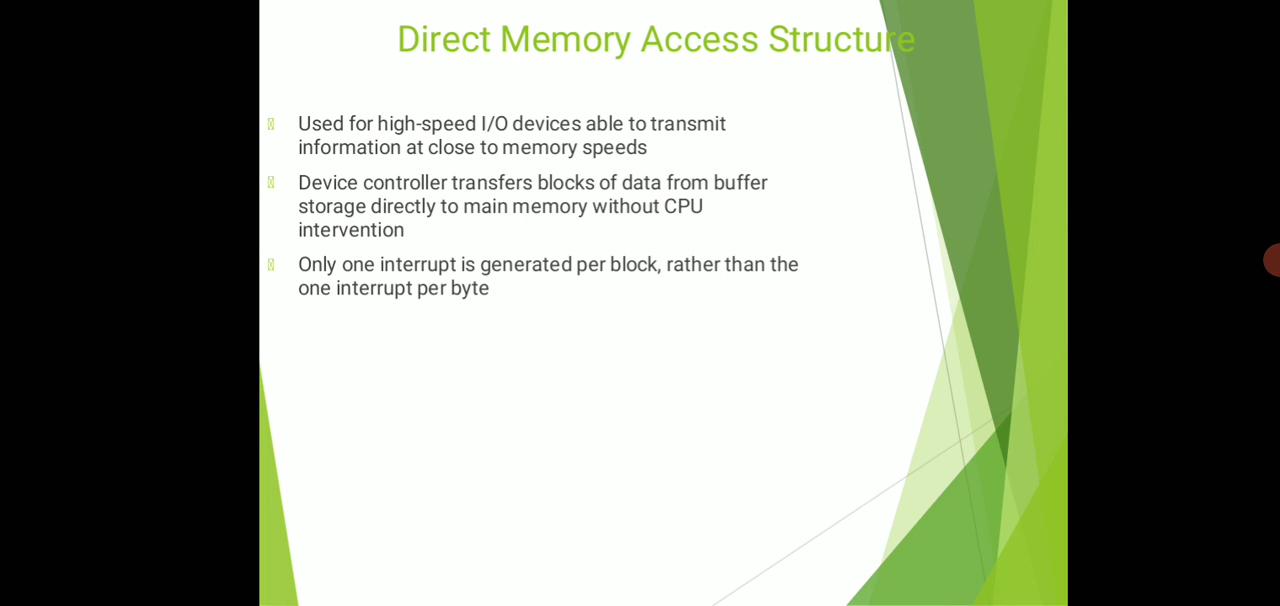 Direct Memory Access Structure
Used for high-speed I/O devices able to transmit
information at close to memory speeds
Device controller transfers blocks of data from buffer
storage directly to main memory without CPU
intervention
Only one interrupt is generated per block, rather than the
one interrupt per byte